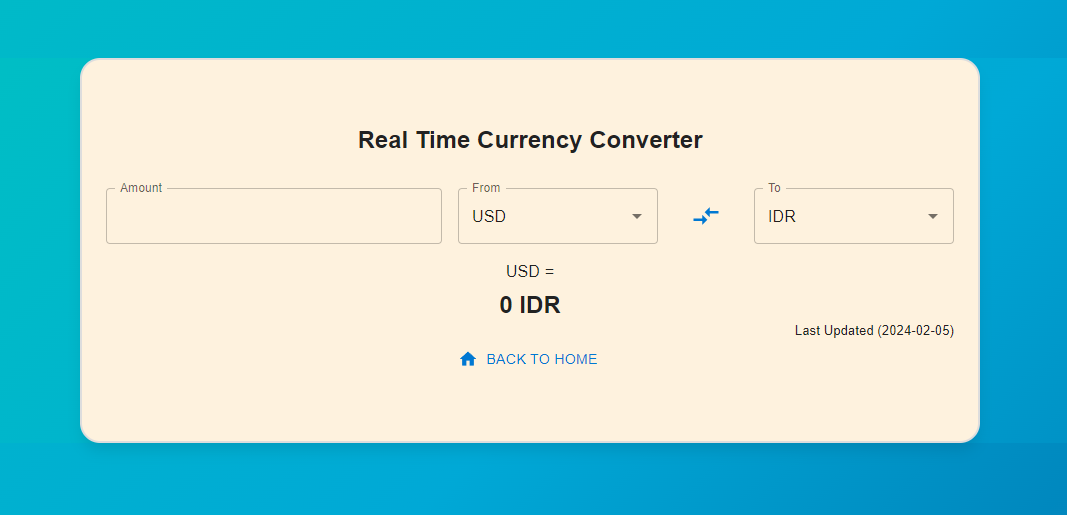 Real Time Currency Converter
Amount
From
To
USD
IDR
USD =
0 IDR
Last Updated (2024-02-05)
BACK TO HOME